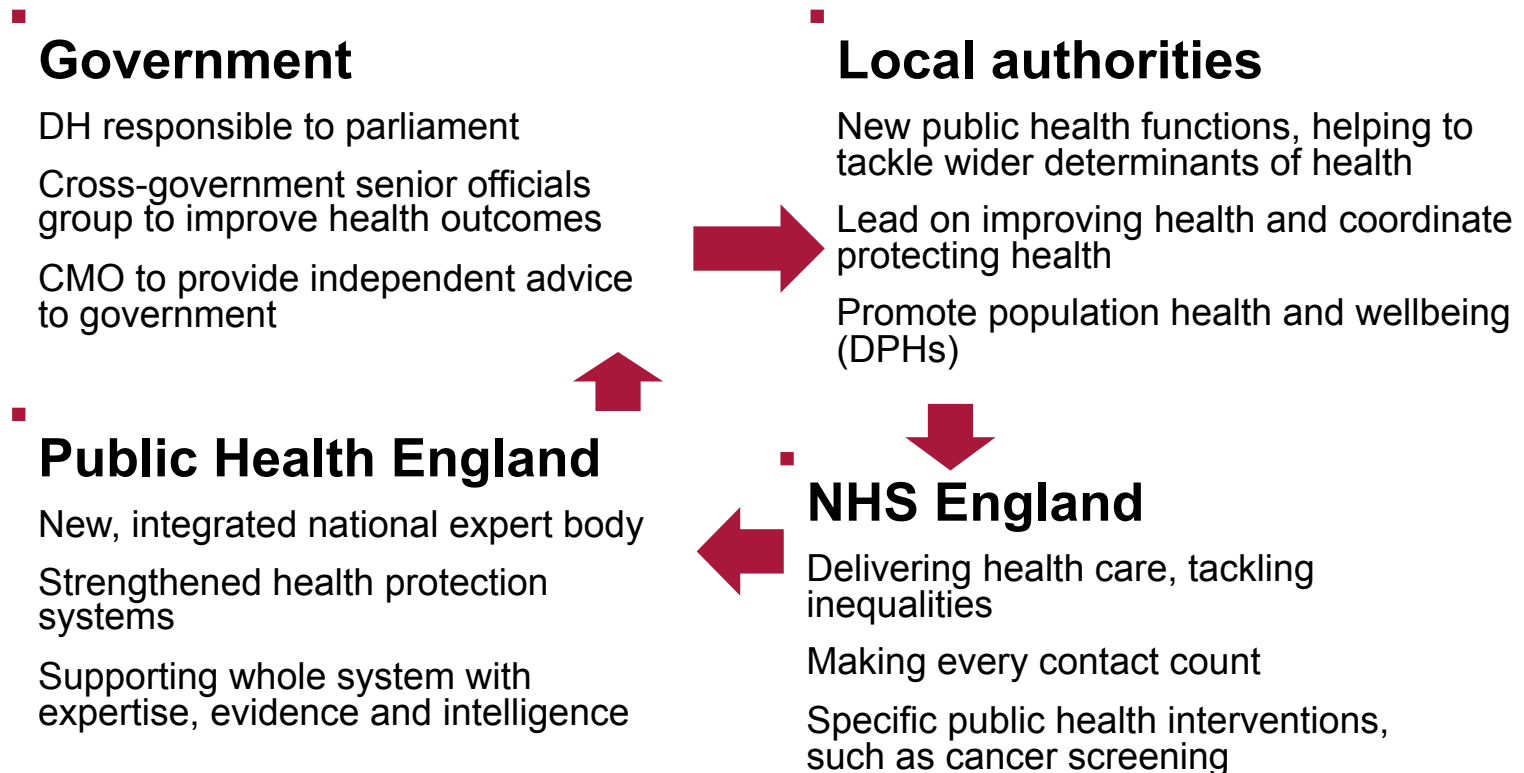 Government
DH responsible to parliament
Cross-government senior officials
group to improve health outcomes
CMO to provide independent advice
to government
Local authorities
New public health functions, helping to
tackle wider determinants of health
Lead on improving health and coordinate
protecting health
Promote population health and wellbeing
(DPHs)
Public Health England
New, integrated national expert body
Strengthened health protection
systems
Supporting whole system with
expertise, evidence and intelligence
NHS England
Delivering health care, tackling
inequalities
Making every contact count
Specific public health interventions,
such as cancer screening